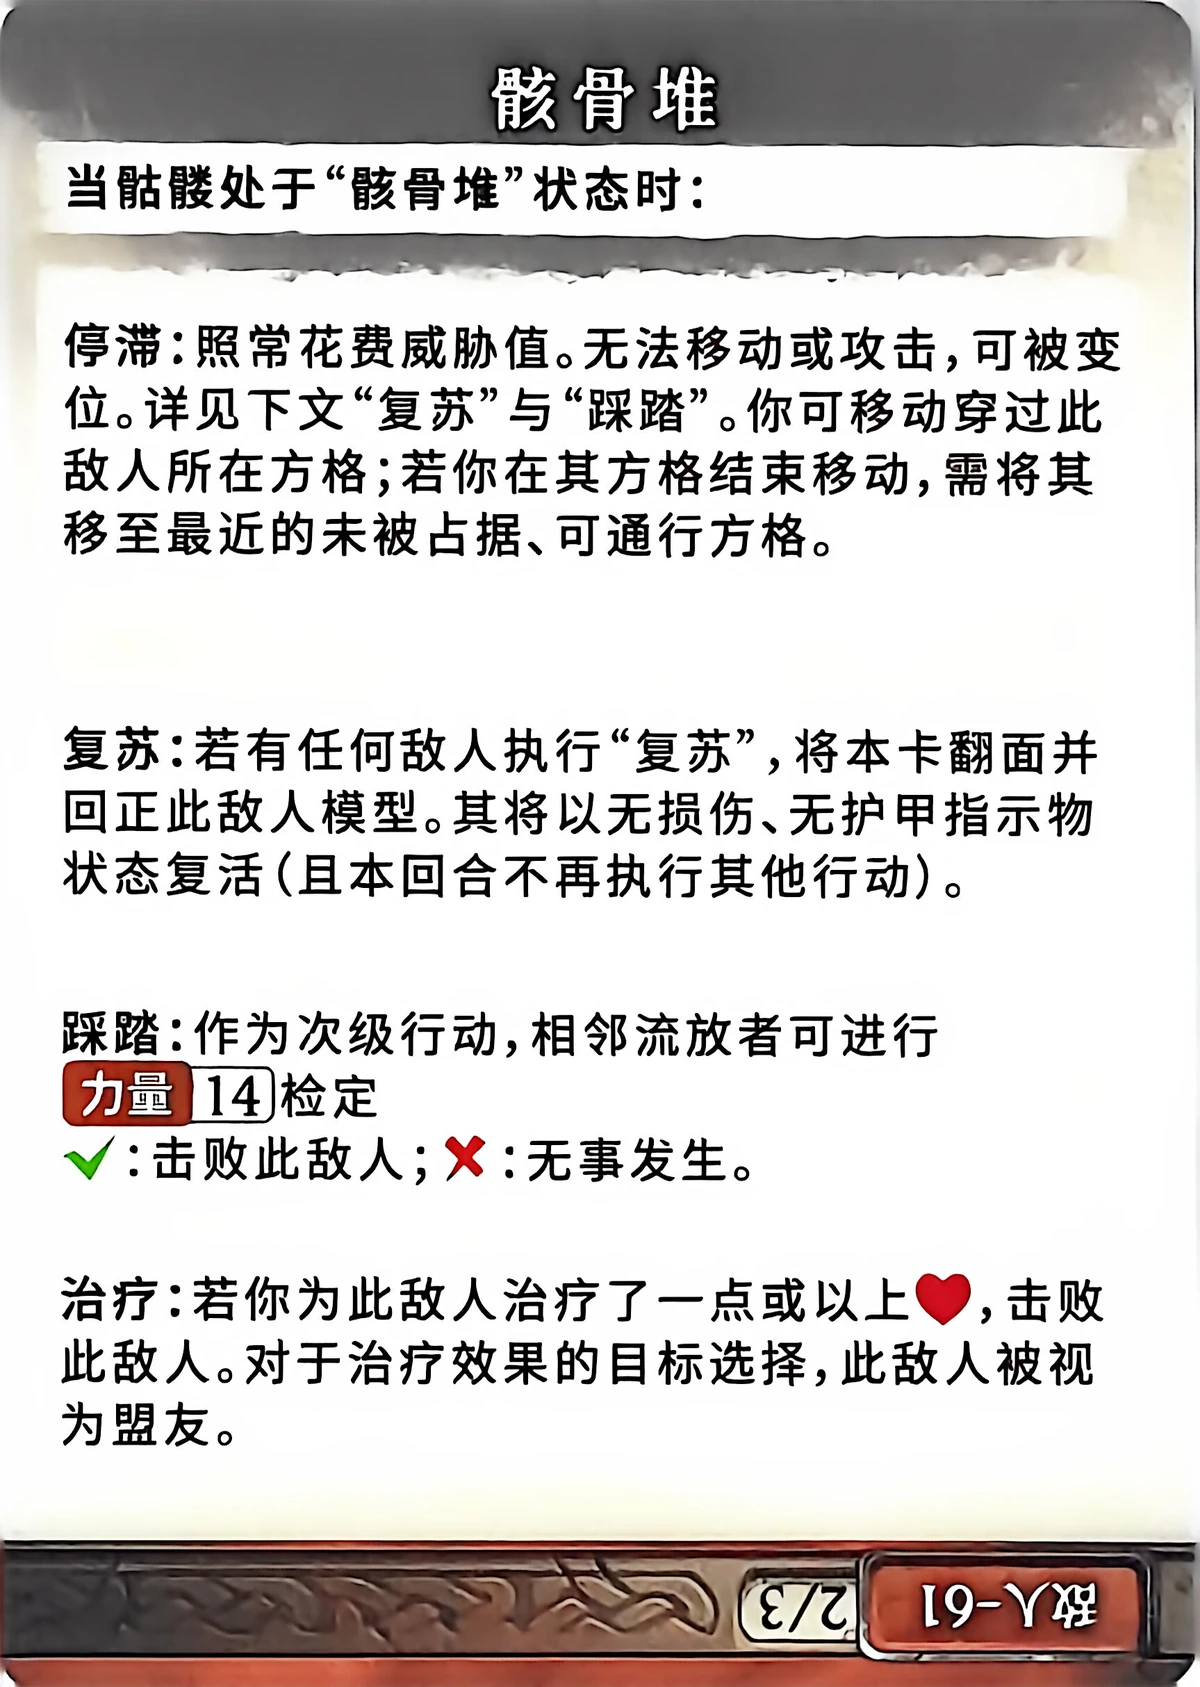 骸骨堆
当骷髅处于“骸骨堆”状态时：
停滞：照常花费威胁值。无法移动或攻击，可被变
位。详见下文“复苏”与“踩踏”。你可移动穿过此
敌人所在方格；若你在其方格结束移动，需将其
移至最近的未被占据、可通行方格。
复苏：若有任何敌人执行“复苏”，将本卡翻面并
回正此敌人模型。其将以无损伤、无护甲指示物
状态复活（且本回合不再执行其他行动）。
踩踏：作为次级行动，相邻流放者可进行
力量 14 检定
✔：击败此敌人；✘：无事发生。
治疗：若你为此敌人治疗了一点或以上❤，击败
此敌人。对于治疗效果的目标选择，此敌人被视
为盟友。
敌人-61 2/3